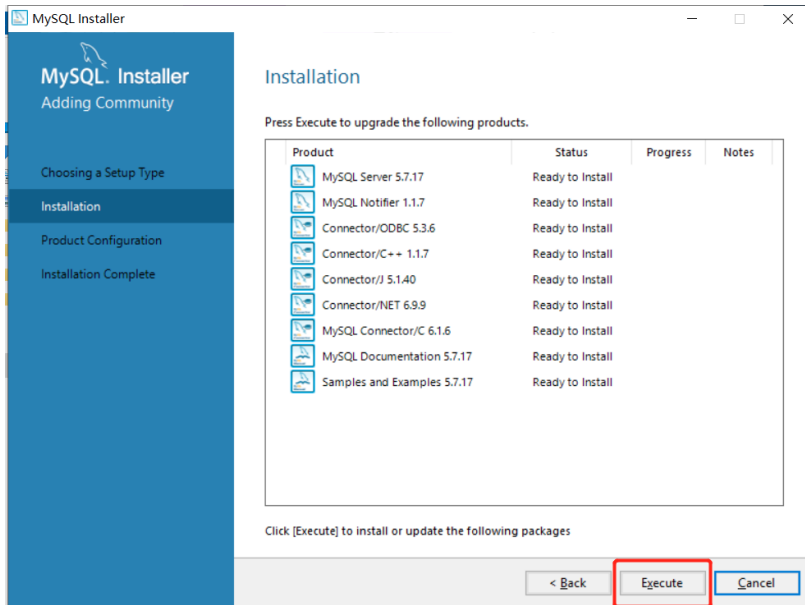 MySQL Installer
MySQL. Installer
Adding Community
Choosing a Setup Type
Installation
Product Configuration
Installation Complete
Installation
Press Execute to upgrade the following products.
Product Status Progress Notes
MySQL Server 5.7.17 Ready to Install
MySQL Notifier 1.1.7 Ready to Install
Connector/ODBC 5.3.6 Ready to Install
Connector/C++ 1.1.7 Ready to Install
Connector/J 5.1.40 Ready to Install
Connector/NET 6.9.9 Ready to Install
MySQL Connector/C 6.1.6 Ready to Install
MySQL Documentation 5.7.17 Ready to Install
Samples and Examples 5.7.17 Ready to Install
Click [Execute] to install or update the following packages
< Back Execute Cancel